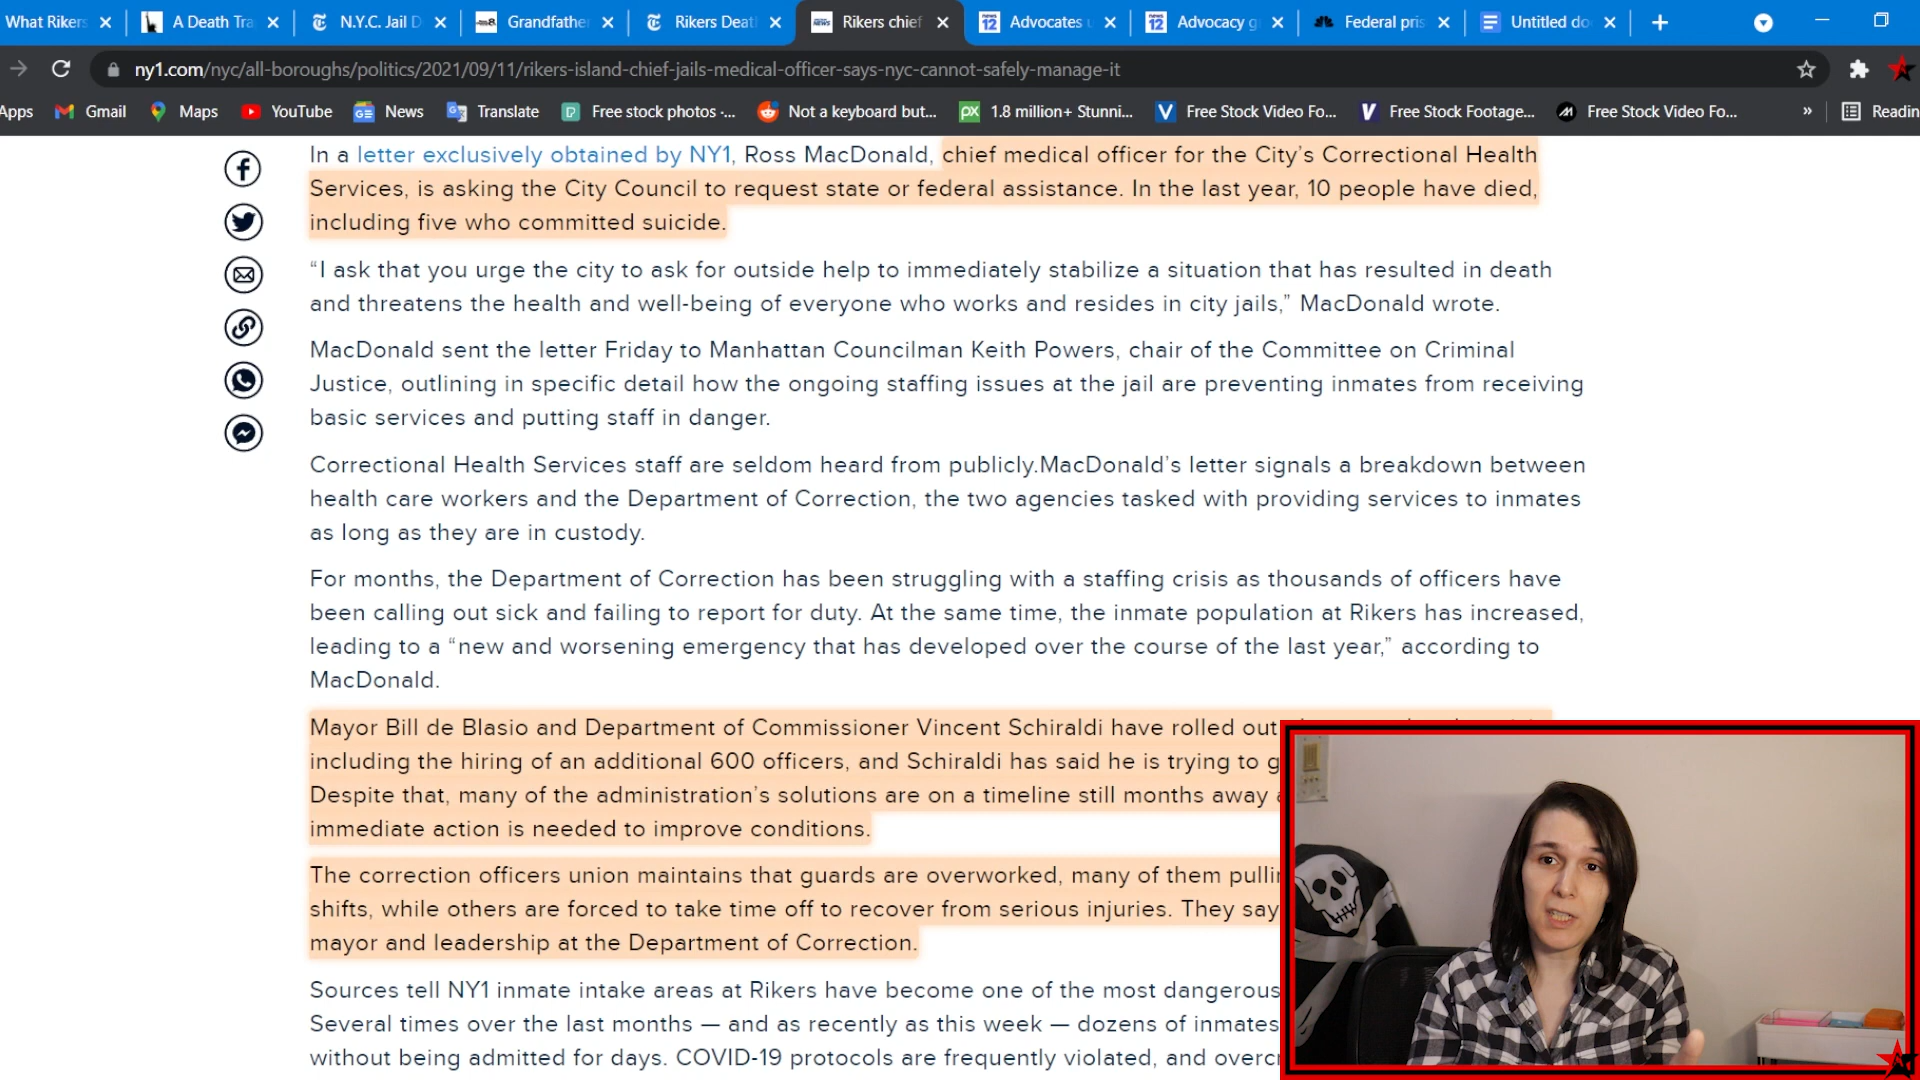 What Rikers
A Death Tra
N.Y.C. Jail D
Grandfather
Rikers Deat
Rikers chief
Advocates u
Advocacy g
Federal pris
Untitled do
ny1.com/nyc/all-boroughs/politics/2021/09/11/rikers-island-chief-jails-medical-officer-says-nyc-cannot-safely-manage-it
Apps Gmail Maps YouTube News Translate Free stock photos ·... Not a keyboard but... 1.8 million+ Stunni... Free Stock Video Fo... Free Stock Footage... Free Stock Video Fo... » Readin
In a letter exclusively obtained by NY1, Ross MacDonald, chief medical officer for the City's Correctional Health
Services, is asking the City Council to request state or federal assistance. In the last year, 10 people have died,
including five who committed suicide.
“I ask that you urge the city to ask for outside help to immediately stabilize a situation that has resulted in death
and threatens the health and well-being of everyone who works and resides in city jails,” MacDonald wrote.
MacDonald sent the letter Friday to Manhattan Councilman Keith Powers, chair of the Committee on Criminal
Justice, outlining in specific detail how the ongoing staffing issues at the jail are preventing inmates from receiving
basic services and putting staff in danger.
Correctional Health Services staff are seldom heard from publicly.MacDonald's letter signals a breakdown between
health care workers and the Department of Correction, the two agencies tasked with providing services to inmates
as long as they are in custody.
For months, the Department of Correction has been struggling with a staffing crisis as thousands of officers have
been calling out sick and failing to report for duty. At the same time, the inmate population at Rikers has increased,
leading to a “new and worsening emergency that has developed over the course of the last year,” according to
MacDonald.
Mayor Bill de Blasio and Department of Commissioner Vincent Schiraldi have rolled out
including the hiring of an additional 600 officers, and Schiraldi has said he is trying to g
Despite that, many of the administration's solutions are on a timeline still months away
immediate action is needed to improve conditions.
The correction officers union maintains that guards are overworked, many of them pulli
shifts, while others are forced to take time off to recover from serious injuries. They say
mayor and leadership at the Department of Correction.
Sources tell NY1 inmate intake areas at Rikers have become one of the most dangerous
Several times over the last months — and as recently as this week — dozens of inmates
without being admitted for days. COVID-19 protocols are frequently violated, and overc